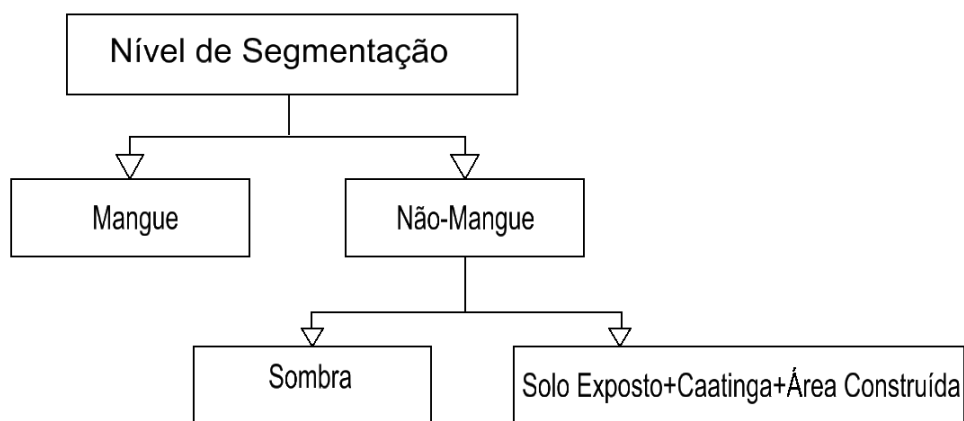 Nível de Segmentação
Mangue
Não-Mangue
Sombra
Solo Exposto+Caatinga+Área Construída